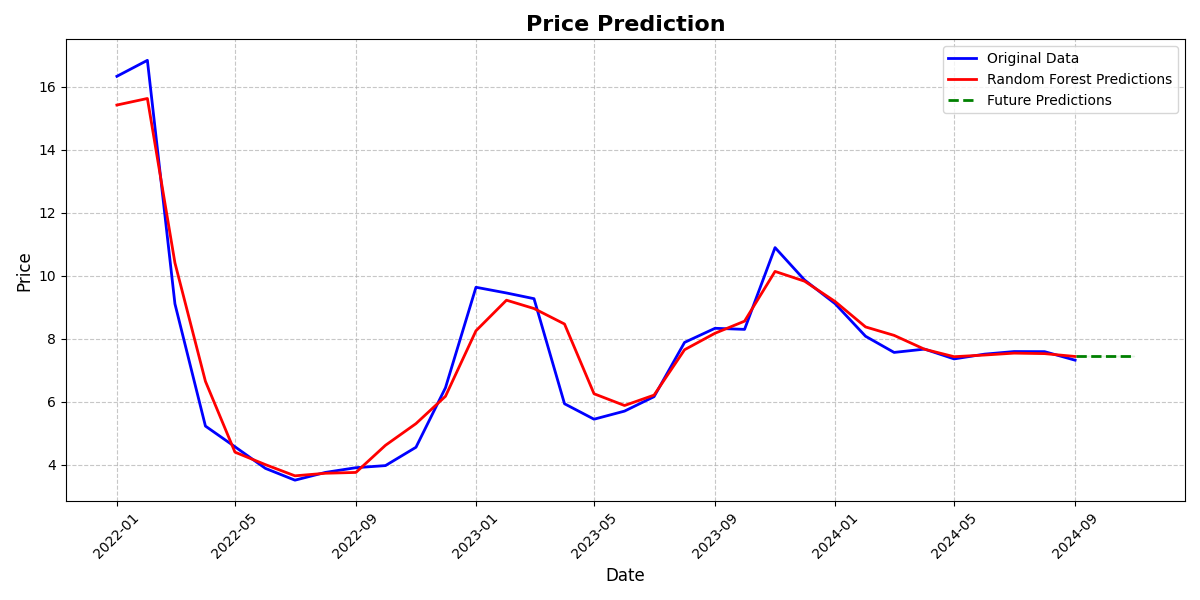 Price Prediction
Original Data
Random Forest Predictions
Future Predictions
Price
16
14
12
10
8
6
4
2022-01
2022-05
2022-09
2023-01
2023-05
2023-09
2024-01
2024-05
2024-09
Date